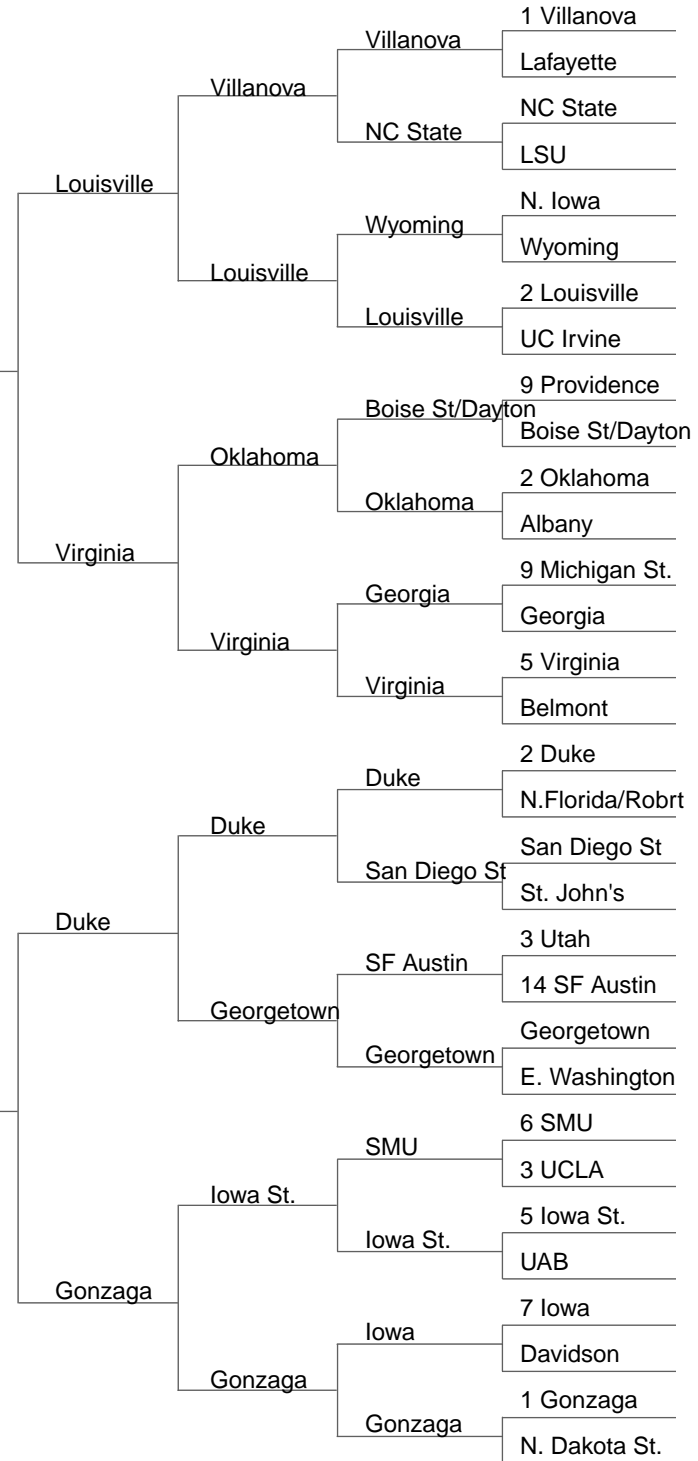 1 Villanova
Villanova
Lafayette
Villanova
NC State
NC State
LSU
Louisville
N. Iowa
Wyoming
Wyoming
Louisville
2 Louisville
Louisville
UC Irvine
9 Providence
Boise St/Dayton
Boise St/Dayton
Oklahoma
2 Oklahoma
Oklahoma
Albany
Virginia
9 Michigan St.
Georgia
Georgia
Virginia
5 Virginia
Virginia
Belmont
2 Duke
Duke
N.Florida/Robrt
Duke
San Diego St
San Diego St
St. John's
Duke
3 Utah
SF Austin
14 SF Austin
Georgetown
Georgetown
Georgetown
E. Washington
6 SMU
SMU
3 UCLA
Iowa St.
5 Iowa St.
Iowa St.
UAB
Gonzaga
7 Iowa
Iowa
Davidson
Gonzaga
1 Gonzaga
Gonzaga
N. Dakota St.